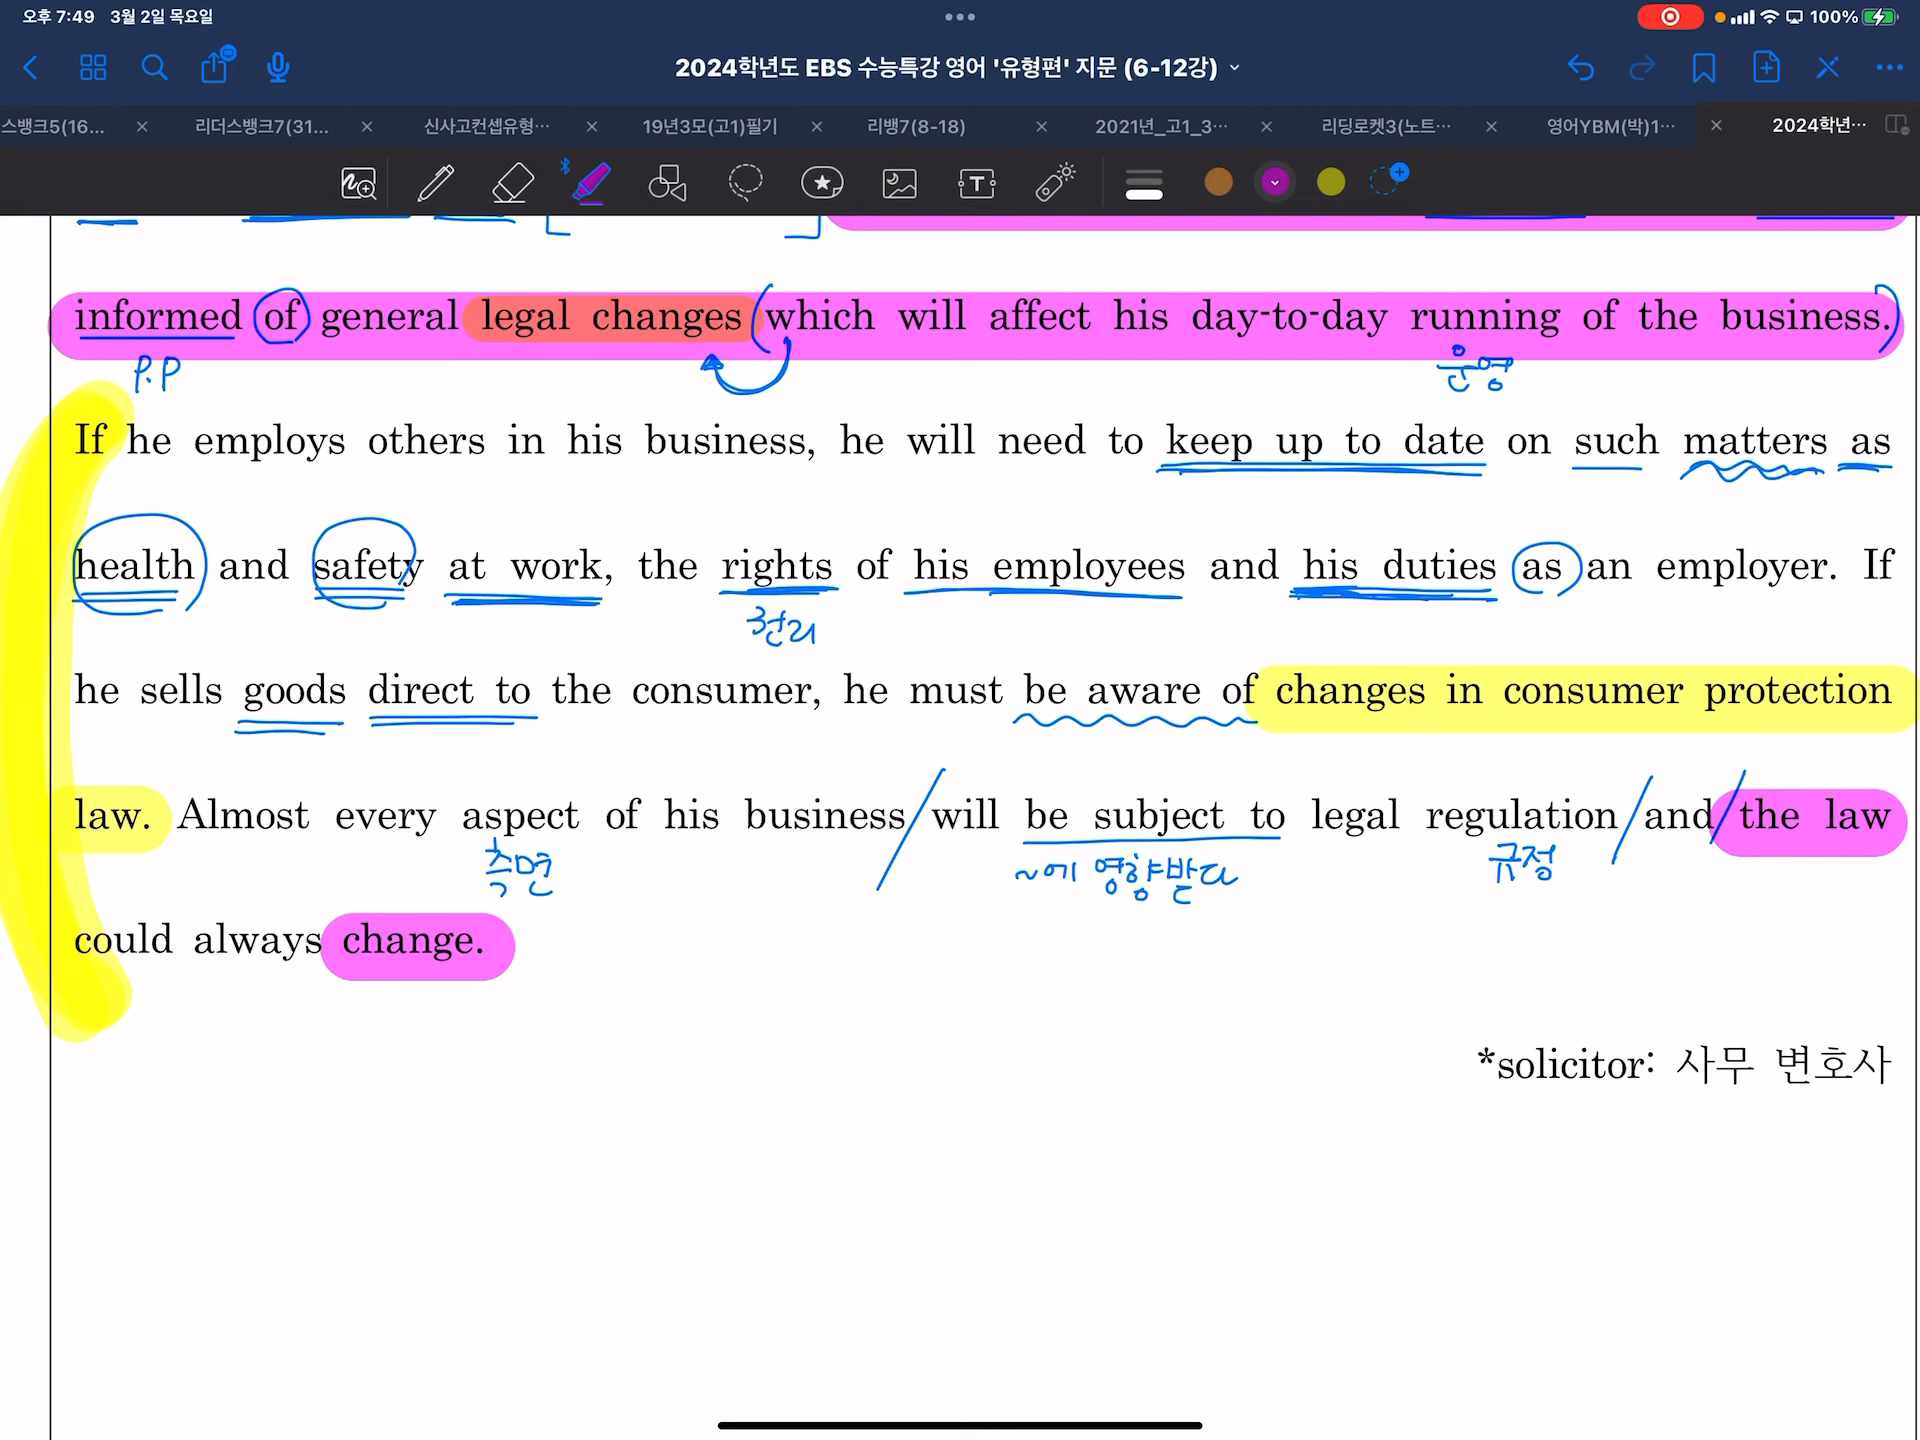 오후 7:49 3월 2일 목요일
100%
2024학년도 EBS 수능특강 영어 '유형편' 지문 (6-12강)
스뱅크5(16... 리더스뱅크7(31... 신사고컨셉유형… 19년3모(고1)필기 리뱅7(8-18) 2021년_고1_3… 리딩로켓3(노트… 영어YBM(박)1… 2024학년…
informed of general legal changes (which will affect his day-to-day running of the business.)
P.P 운영
If he employs others in his business, he will need to keep up to date on such matters as
health and safety at work, the rights of his employees and his duties as an employer. If
권리
he sells goods direct to the consumer, he must be aware of changes in consumer protection
law. Almost every aspect of his business / will be subject to legal regulation / and / the law
측면 ~에 영향받다 규정
could always change.
*solicitor: 사무 변호사